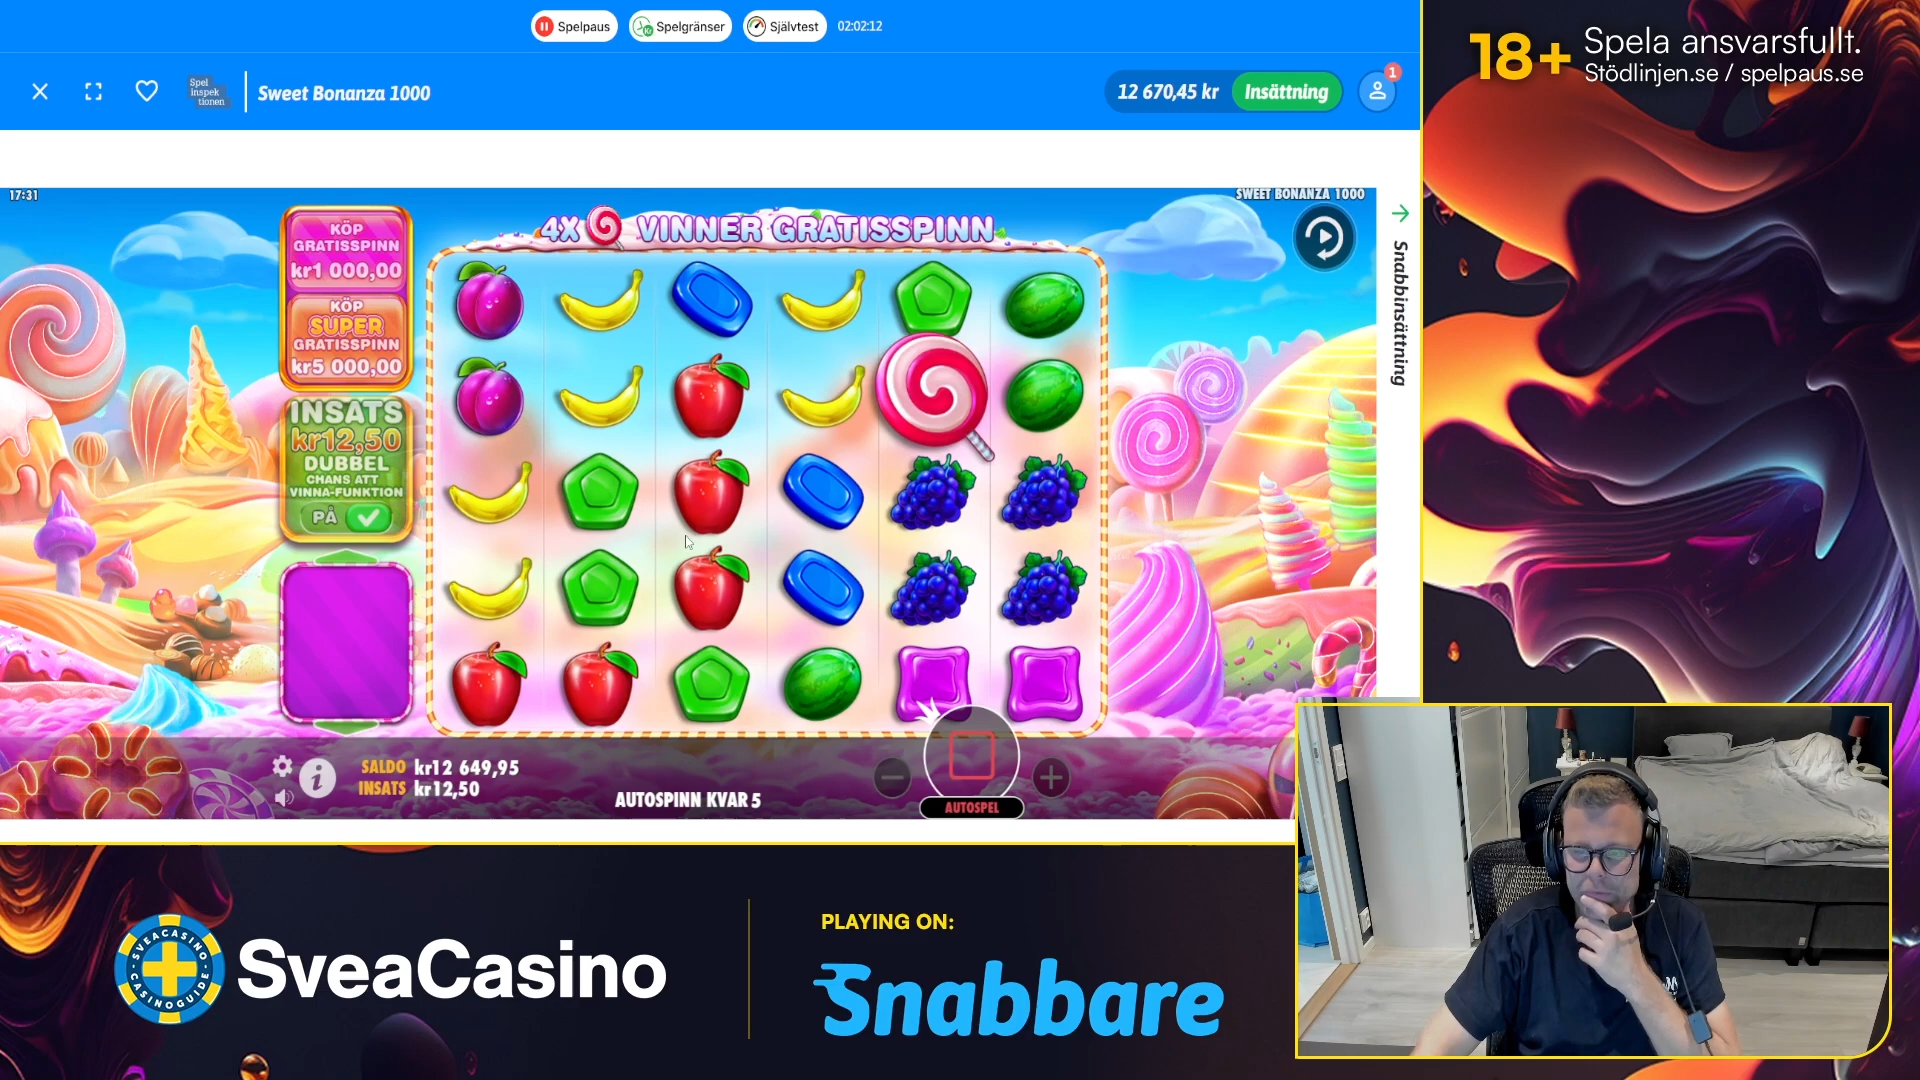 Spelpaus
Spelgränser
Självtest
02:02:12
Spel
inspek
tionen
Sweet Bonanza 1000
12 670,45 kr
Insättning
1
18+
Spela ansvarsfullt.
Stödlinjen.se / spelpaus.se
17:31
SWEET BONANZA 1000
4X VINNER GRATISSPINN
KÖP
GRATISSPINN
kr1 000,00
KÖP
SUPER
GRATISSPINN
kr5 000,00
INSATS
kr12,50
DUBBEL
CHANS ATT
VINNA-FUNKTION
PÅ
Snabbinsättning
SALDO kr12 649,95
INSATS kr12,50
AUTOSPINN KVAR 5
AUTOSPEL
SVEACASINO
CASINOGUIDE
SveaCasino
PLAYING ON:
Snabbare